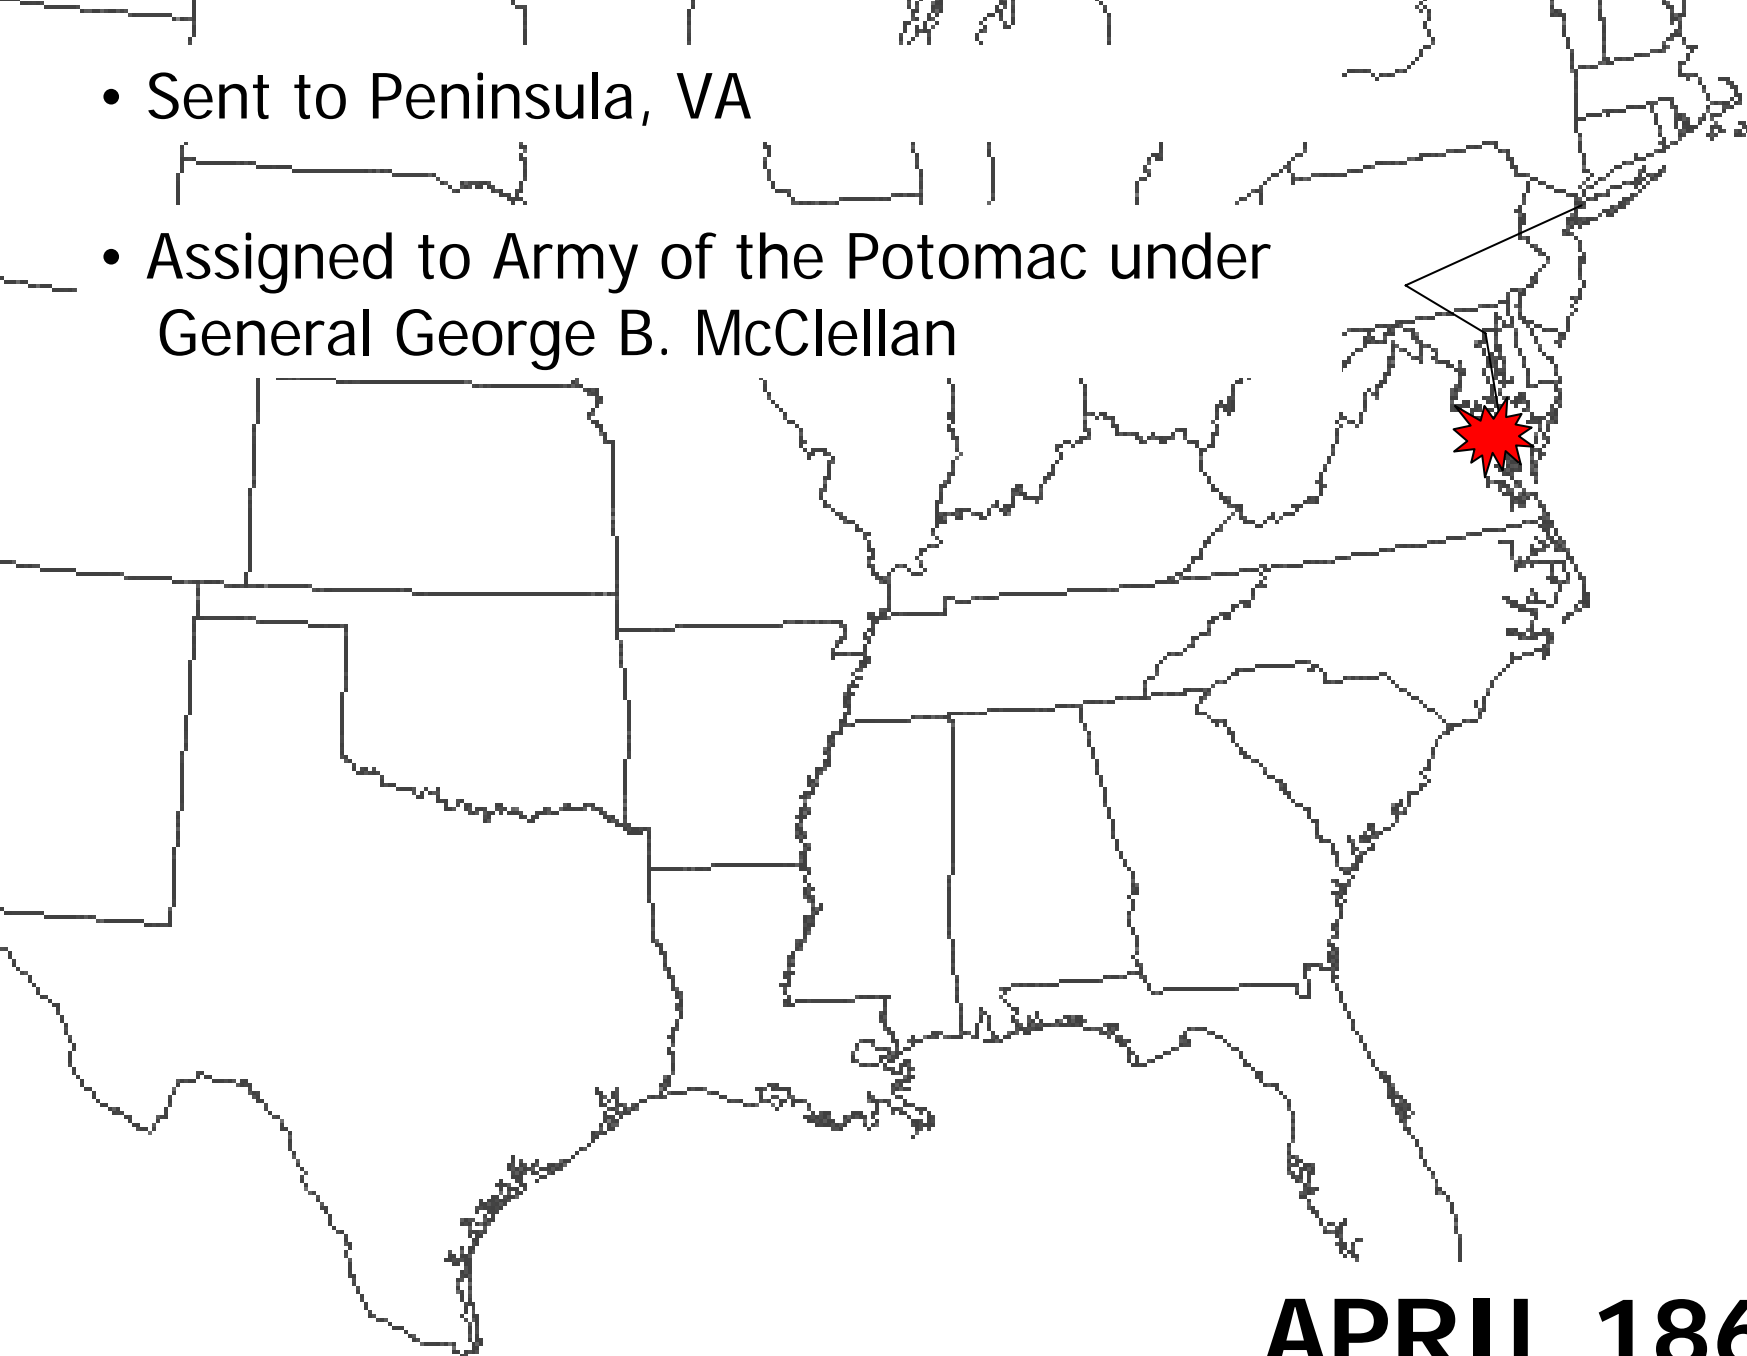 • Sent to Peninsula, VA
• Assigned to Army of the Potomac under
General George B. McClellan
APRIL 186